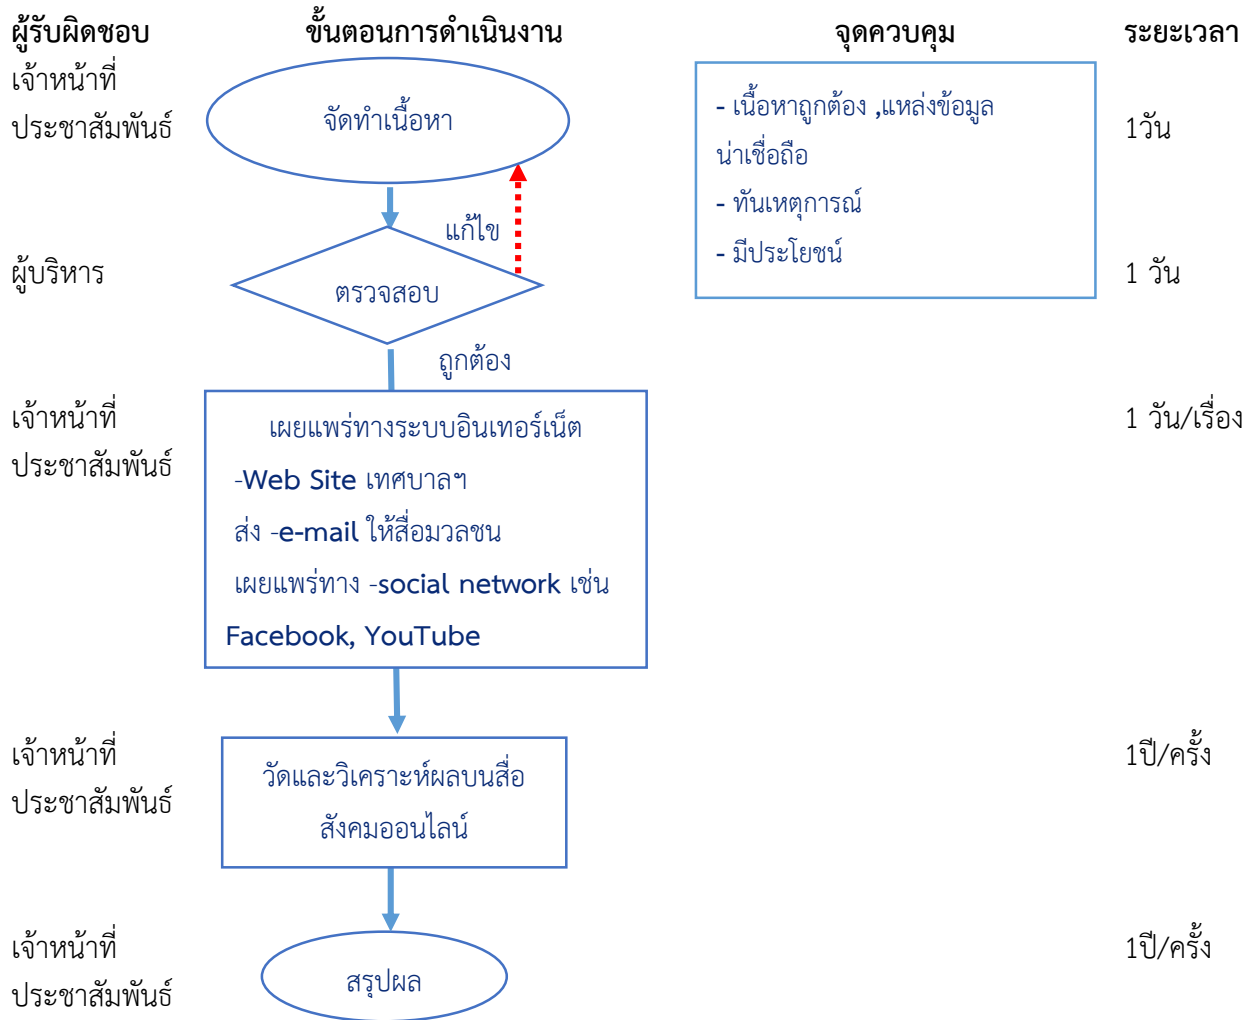 ผู้รับผิดชอบ ขั้นตอนการดำเนินงาน จุดควบคุม ระยะเวลา
เจ้าหน้าที่
ประชาสัมพันธ์
จัดทำเนื้อหา
- เนื้อหาถูกต้อง ,แหล่งข้อมูล
น่าเชื่อถือ
- ทันเหตุการณ์
- มีประโยชน์
1วัน
แก้ไข
ผู้บริหาร
ตรวจสอบ
1 วัน
ถูกต้อง
เจ้าหน้าที่
ประชาสัมพันธ์
เผยแพร่ทางระบบอินเทอร์เน็ต
-Web Site เทศบาลฯ
ส่ง -e-mail ให้สื่อมวลชน
เผยแพร่ทาง -social network เช่น
Facebook, YouTube
1 วัน/เรื่อง
เจ้าหน้าที่
ประชาสัมพันธ์
วัดและวิเคราะห์ผลบนสื่อ
สังคมออนไลน์
1ปี/ครั้ง
เจ้าหน้าที่
ประชาสัมพันธ์
สรุปผล
1ปี/ครั้ง